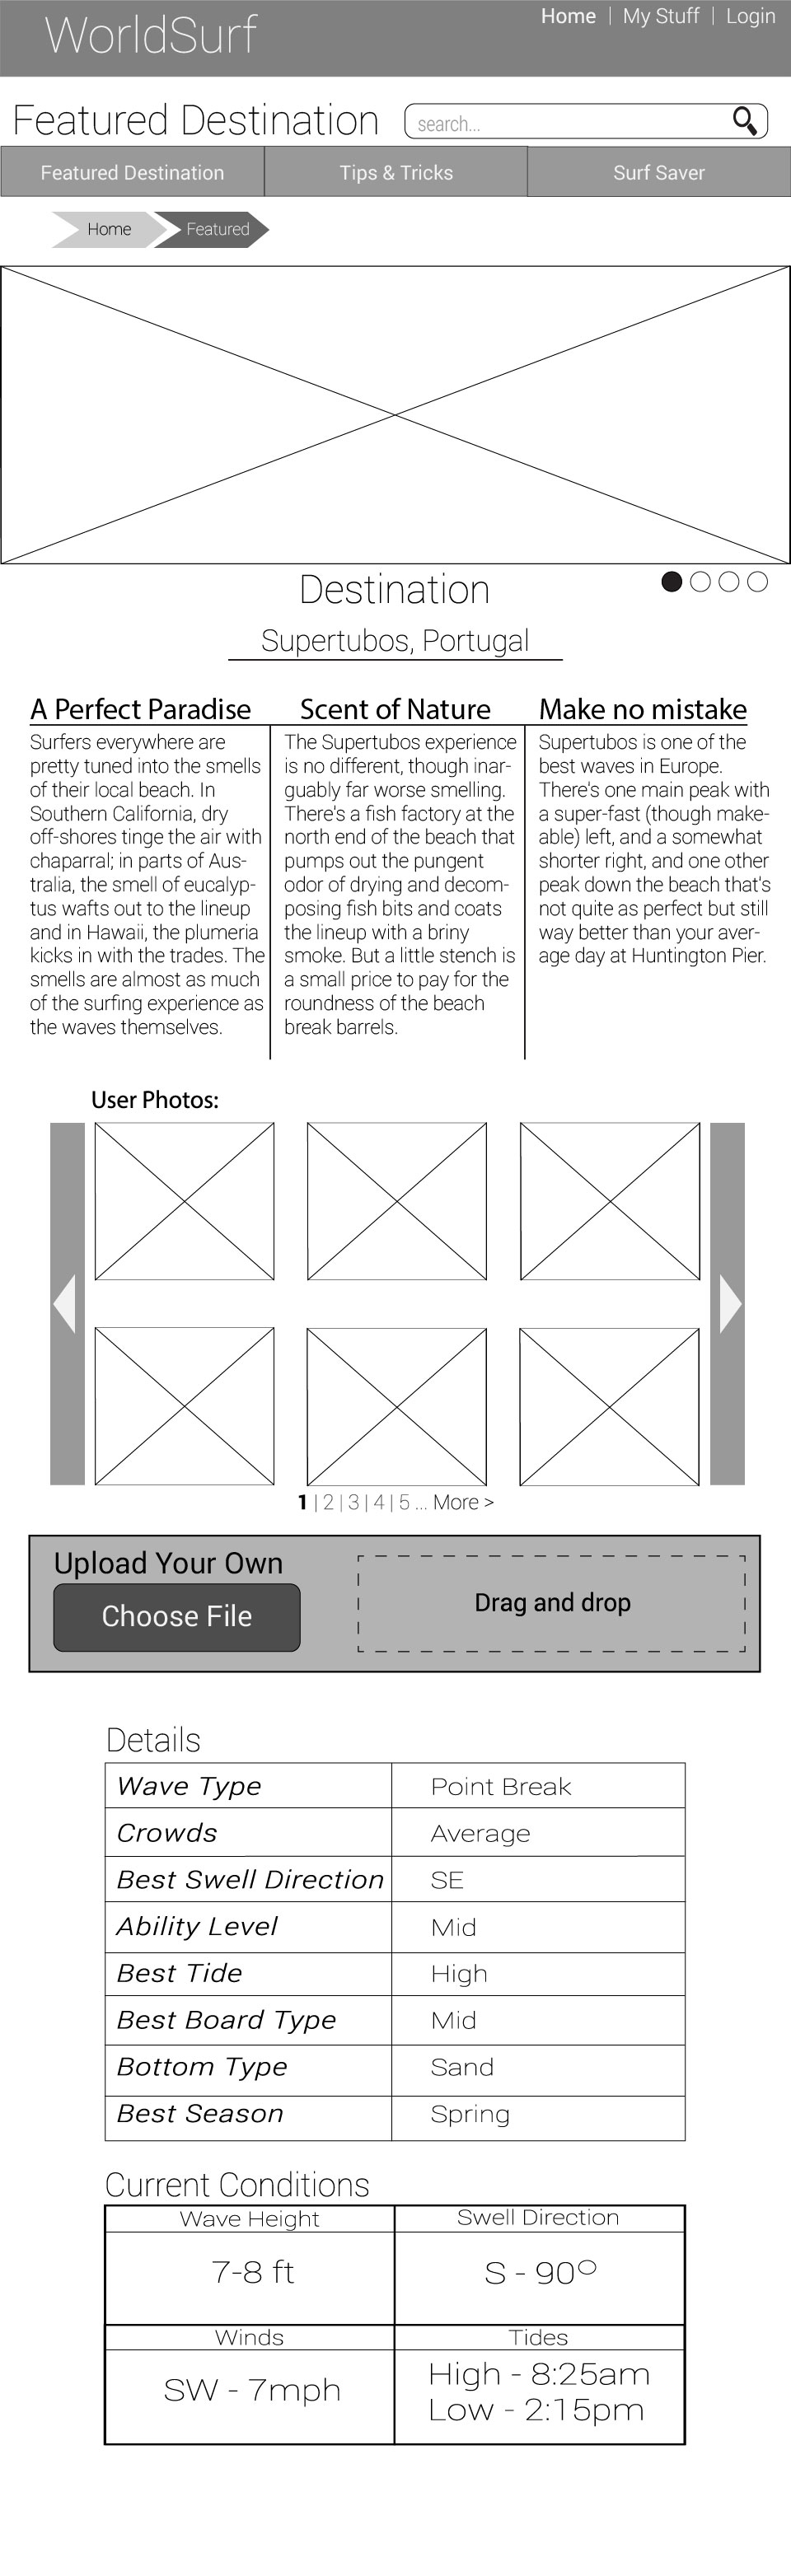 WorldSurf
Home | My Stuff | Login
Featured Destination
search...
Featured Destination
Tips & Tricks
Surf Saver
Home
Featured
Destination
Supertubos, Portugal
A Perfect Paradise
Surfers everywhere are
pretty tuned into the smells
of their local beach. In
Southern California, dry
off-shores tinge the air with
chaparral; in parts of Aus-
tralia, the smell of eucalyp-
tus wafts out to the lineup
and in Hawaii, the plumeria
kicks in with the trades. The
smells are almost as much
of the surfing experience as
the waves themselves.
Scent of Nature
The Supertubos experience
is no different, though inar-
guably far worse smelling.
There's a fish factory at the
north end of the beach that
pumps out the pungent
odor of drying and decom-
posing fish bits and coats
the lineup with a briny
smoke. But a little stench is
a small price to pay for the
roundness of the beach
break barrels.
Make no mistake
Supertubos is one of the
best waves in Europe.
There's one main peak with
a super-fast (though make-
able) left, and a somewhat
shorter right, and one other
peak down the beach that's
not quite as perfect but still
way better than your aver-
age day at Huntington Pier.
User Photos:
1 | 2 | 3 | 4 | 5 ... More >
Upload Your Own
Choose File
Drag and drop
Details
Wave Type Point Break
Crowds Average
Best Swell Direction SE
Ability Level Mid
Best Tide High
Best Board Type Mid
Bottom Type Sand
Best Season Spring
Current Conditions
Wave Height
7-8 ft
Swell Direction
S - 90°
Winds
SW - 7mph
Tides
High - 8:25am
Low - 2:15pm